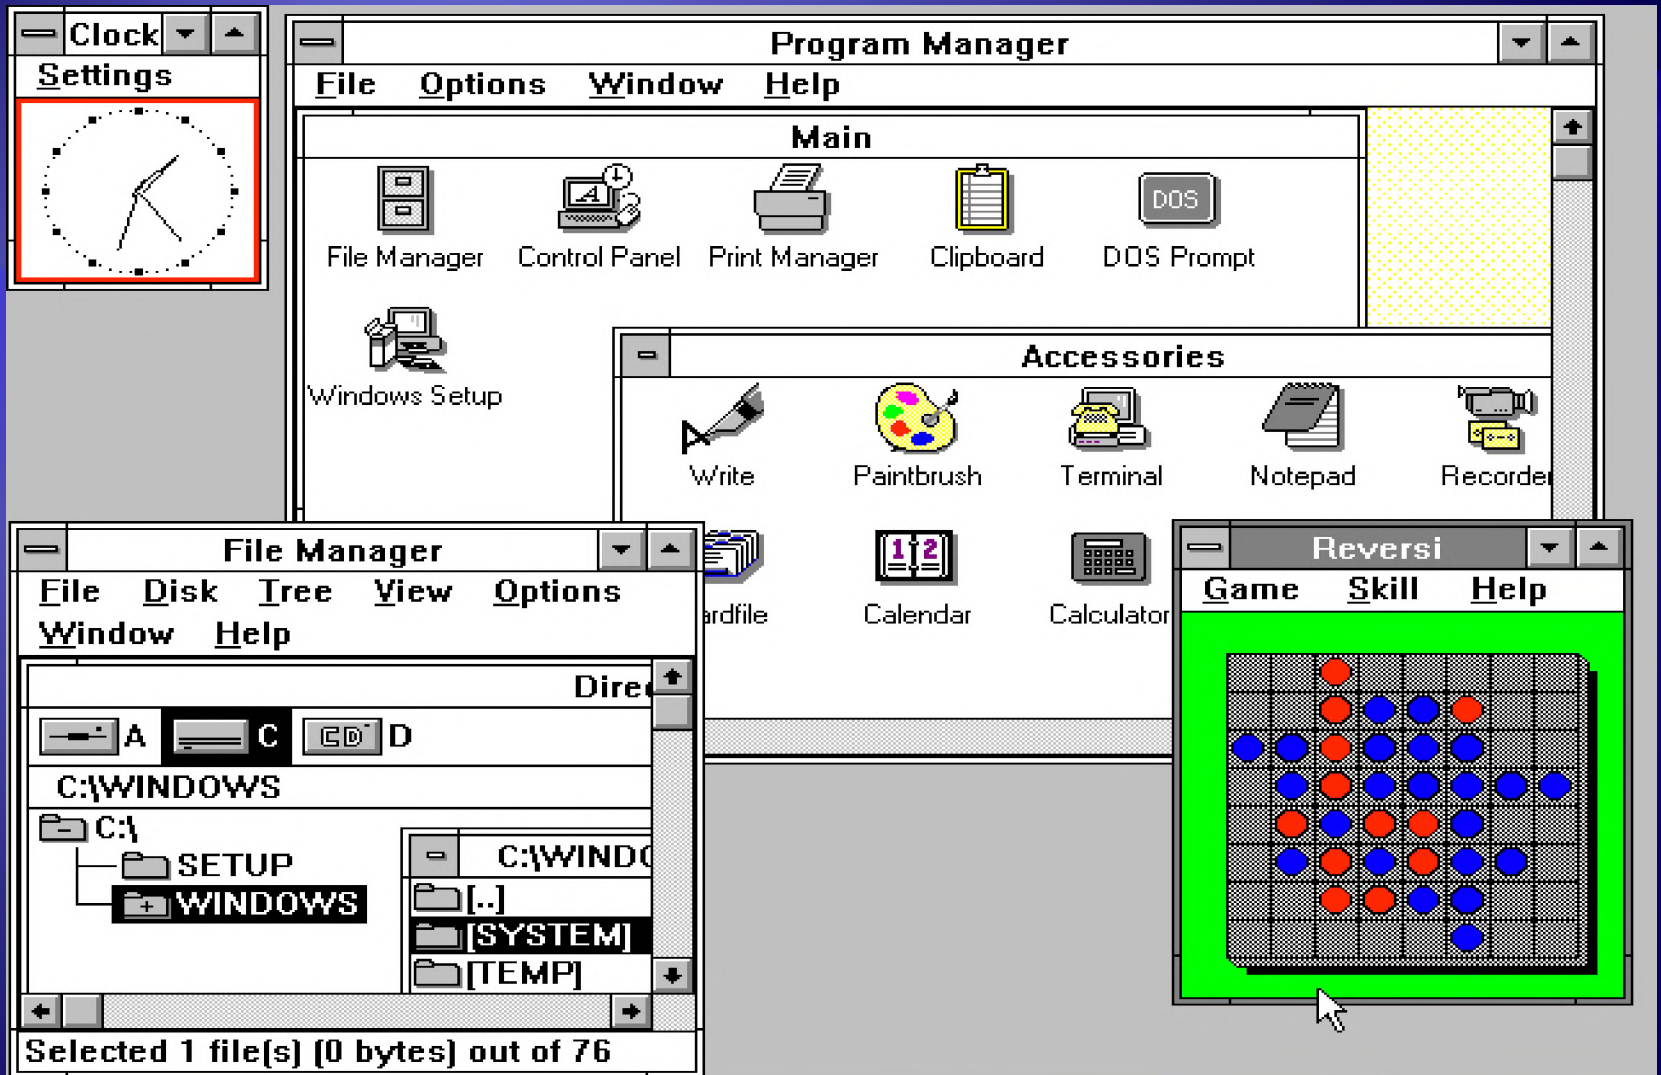 Clock
Settings
Program Manager
File Options Window Help
Main
File Manager Control Panel Print Manager Clipboard DOS Prompt
DOS
Windows Setup
Accessories
Write Paintbrush Terminal Notepad Recorder
ardfile Calendar Calculator
12
File Manager
File Disk Tree View Options
Window Help
Dire
A C CD D
C:\WINDOWS
C:\
SETUP
WINDOWS
C:\WINDO
[..]
[SYSTEM]
[TEMP]
Selected 1 file(s) (0 bytes) out of 76
Reversi
Game Skill Help